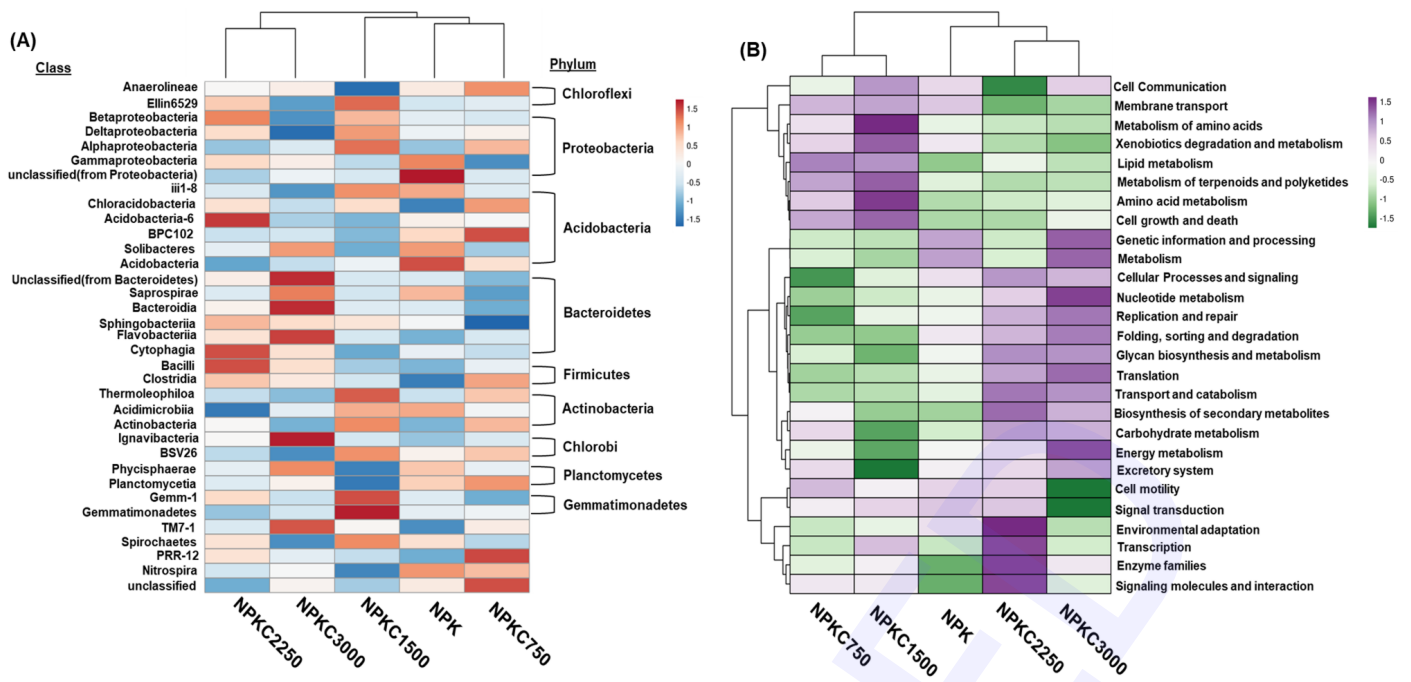 (A)
Class
Phylum
Anaerolineae
Ellin6529
Betaproteobacteria
Deltaproteobacteria
Alphaproteobacteria
Gammaproteobacteria
unclassified(from Proteobacteria)
iii1-8
Chloracidobacteria
Acidobacteria-6
BPC102
Solibacteres
Acidobacteria
Unclassified(from Bacteroidetes)
Saprospirae
Bacteroidia
Sphingobacteriia
Flavobacteriia
Cytophagia
Bacilli
Clostridia
Thermoleophiloa
Acidimicrobiia
Actinobacteria
Ignavibacteria
BSV26
Phycisphaerae
Planctomycetia
Gemm-1
Gemmatimonadetes
TM7-1
Spirochaetes
PRR-12
Nitrospira
unclassified
Chloroflexi
Proteobacteria
Acidobacteria
Bacteroidetes
Firmicutes
Actinobacteria
Chlorobi
Planctomycetes
Gemmatimonadetes
1.5
1
0.5
0
-0.5
-1
-1.5
NPKC2250
NPKC3000
NPKC1500
NPK
NPKC750
(B)
Cell Communication
Membrane transport
Metabolism of amino acids
Xenobiotics degradation and metabolism
Lipid metabolism
Metabolism of terpenoids and polyketides
Amino acid metabolism
Cell growth and death
Genetic information and processing
Metabolism
Cellular Processes and signaling
Nucleotide metabolism
Replication and repair
Folding, sorting and degradation
Glycan biosynthesis and metabolism
Translation
Transport and catabolism
Biosynthesis of secondary metabolites
Carbohydrate metabolism
Energy metabolism
Excretory system
Cell motility
Signal transduction
Environmental adaptation
Transcription
Enzyme families
Signaling molecules and interaction
1.5
1
0.5
0
-0.5
-1
-1.5
NPKC750
NPKC1500
NPK
NPKC2250
NPKC3000